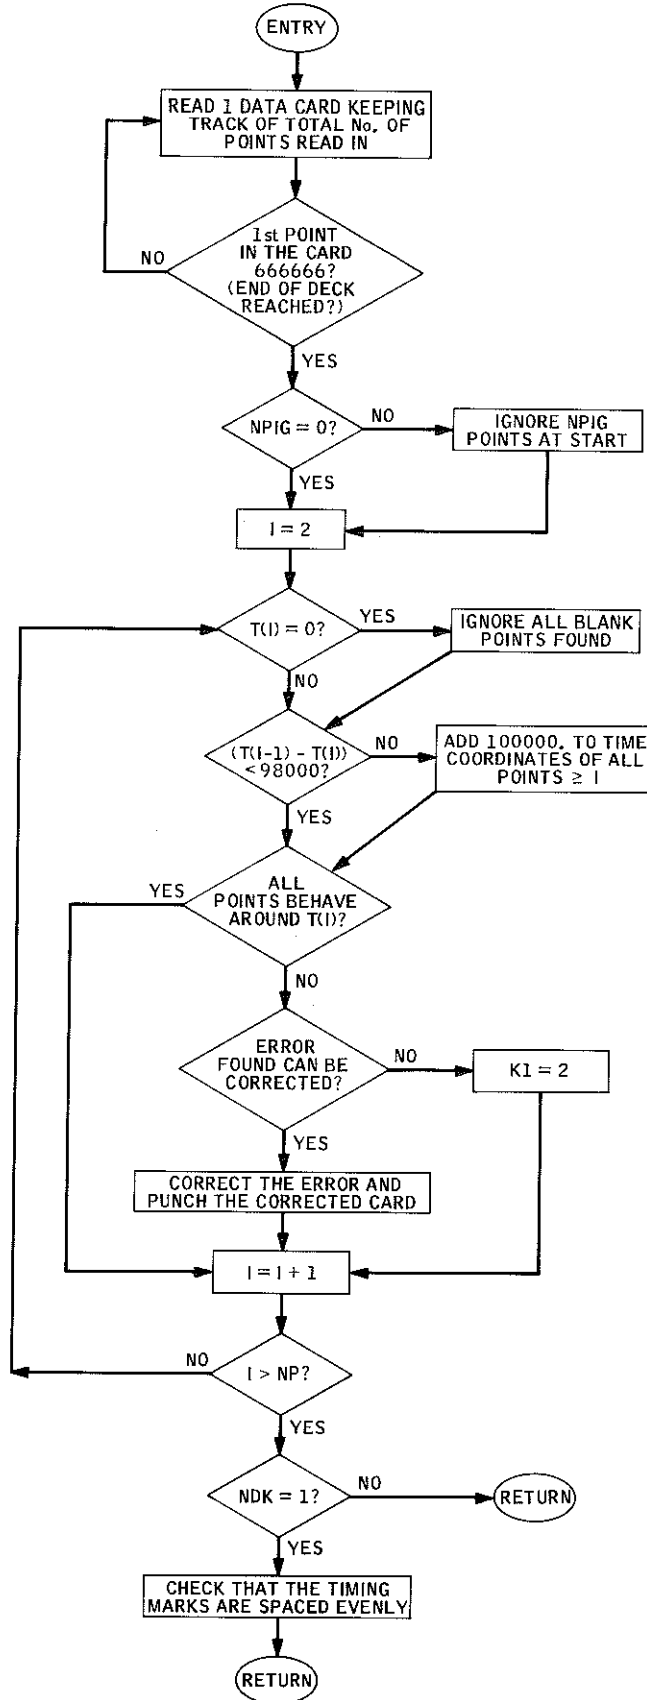 ENTRY
READ 1 DATA CARD KEEPING
TRACK OF TOTAL No. OF
POINTS READ IN
1st POINT
IN THE CARD
666666?
(END OF DECK
REACHED?)
NO
YES
NPIG = 0?
NO
IGNORE NPIG
POINTS AT START
YES
I = 2
T(I) = 0?
YES
IGNORE ALL BLANK
POINTS FOUND
NO
(T(I-1) - T(I))
< 98000?
NO
ADD 100000. TO TIME
COORDINATES OF ALL
POINTS ≥ I
YES
YES
ALL
POINTS BEHAVE
AROUND T(I)?
NO
ERROR
FOUND CAN BE
CORRECTED?
NO
K1 = 2
YES
CORRECT THE ERROR AND
PUNCH THE CORRECTED CARD
I = I + 1
NO
I > NP?
YES
NDK = 1?
NO
RETURN
YES
CHECK THAT THE TIMING
MARKS ARE SPACED EVENLY
RETURN